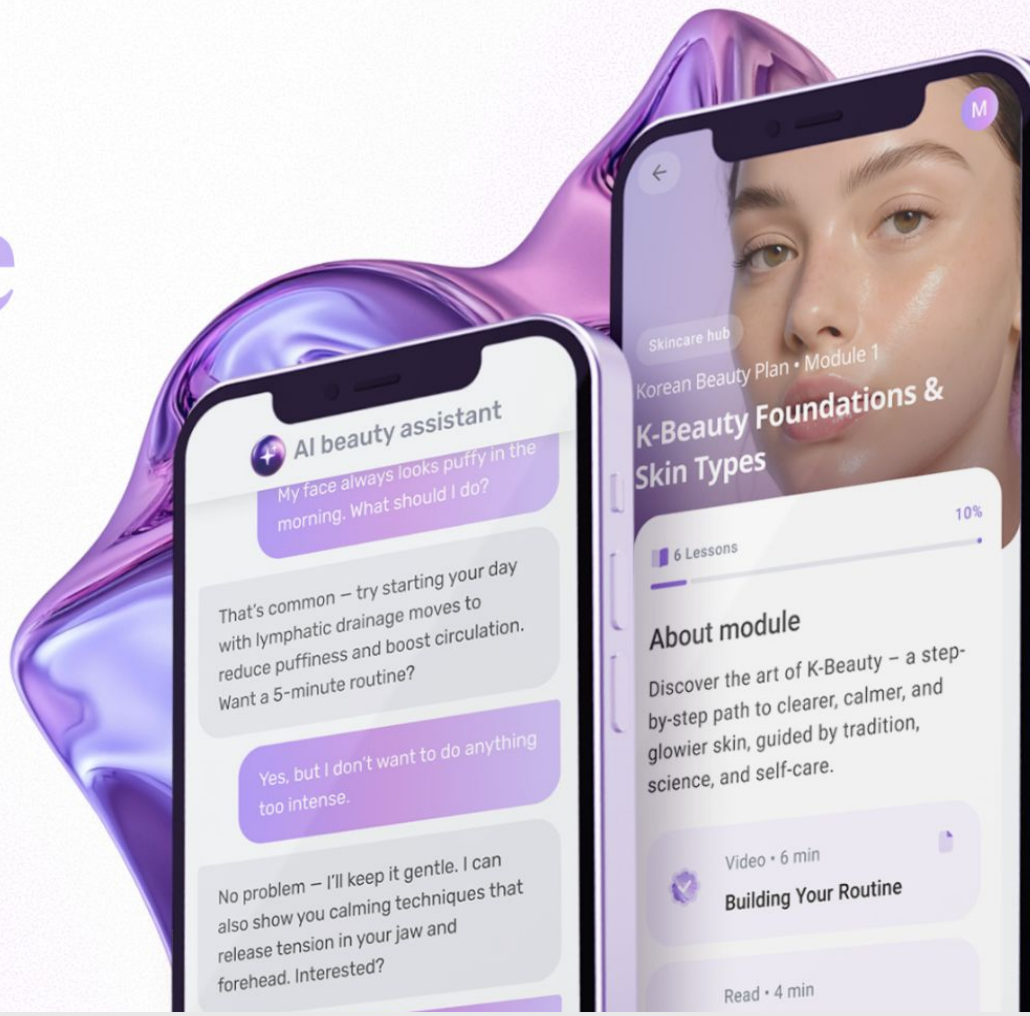 e
AI beauty assistant
My face always looks puffy in the
morning. What should I do?
That's common – try starting your day
with lymphatic drainage moves to
reduce puffiness and boost circulation.
Want a 5-minute routine?
Yes, but I don't want to do anything
too intense.
No problem – I'll keep it gentle. I can
also show you calming techniques that
release tension in your jaw and
forehead. Interested?
M
Skincare hub
Korean Beauty Plan • Module 1
K-Beauty Foundations &
Skin Types
6 Lessons
10%
About module
Discover the art of K-Beauty – a step-
by-step path to clearer, calmer, and
glowier skin, guided by tradition,
science, and self-care.
Video • 6 min
Building Your Routine
Read • 4 min